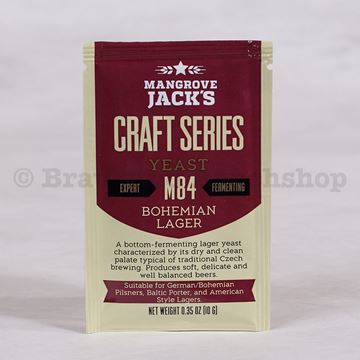 MANGROVE
JACK'S
CRAFT SERIES
YEAST
EXPERT M84 FERMENTING
BOHEMIAN
LAGER
A bottom-fermenting lager yeast
characterized by its dry and clean
palate typical of traditional Czech
brewing. Produces soft, delicate and
well balanced beers.
Suitable for German/Bohemian
Pilsners, Baltic Porter, and American
Style Lagers.
NET WEIGHT 0.35 OZ (10 G)